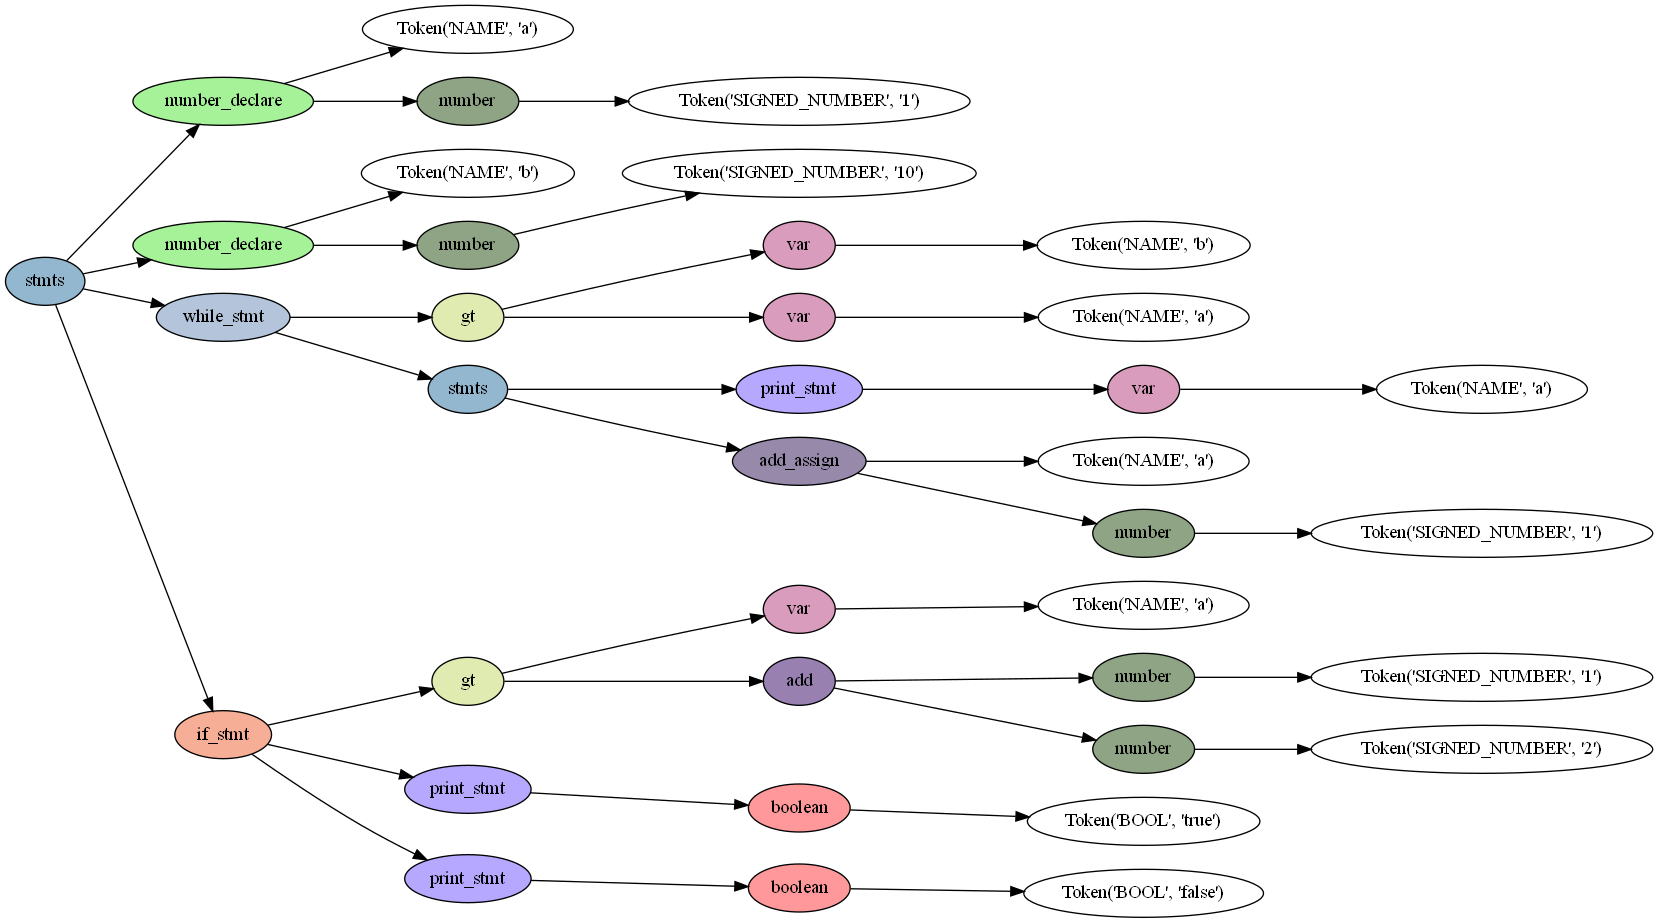 Token('NAME', 'a')
number_declare
number
Token('SIGNED_NUMBER', '1')
Token('NAME', 'b')
Token('SIGNED_NUMBER', '10')
number_declare
number
var
Token('NAME', 'b')
stmts
while_stmt
gt
var
Token('NAME', 'a')
stmts
print_stmt
var
Token('NAME', 'a')
add_assign
Token('NAME', 'a')
number
Token('SIGNED_NUMBER', '1')
var
Token('NAME', 'a')
gt
add
number
Token('SIGNED_NUMBER', '1')
if_stmt
number
Token('SIGNED_NUMBER', '2')
print_stmt
boolean
Token('BOOL', 'true')
print_stmt
boolean
Token('BOOL', 'false')